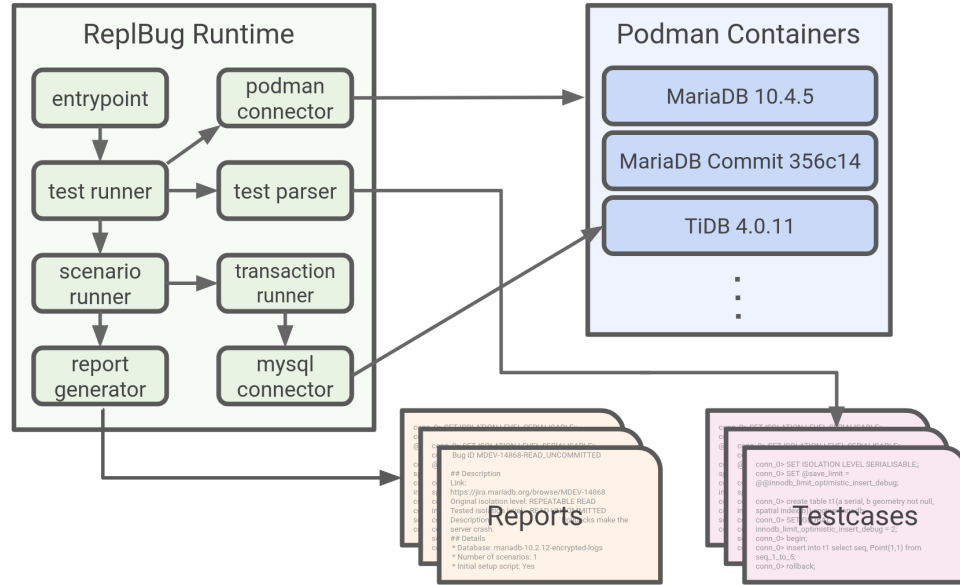 ReplBug Runtime
entrypoint
podman
connector
test runner
test parser
scenario
runner
transaction
runner
report
generator
mysql
connector
Podman Containers
MariaDB 10.4.5
MariaDB Commit 356c14
TiDB 4.0.11
Bug ID MDEV-14868-READ_UNCOMMITTED
## Description
Link:
https://jira.mariadb.org/browse/MDEV-14868
Original isolation level: REPEATABLE READ
Tested isolation level: READ UNCOMMITTED
Description: make the
server crash.
## Details
* Database: mariadb-10.2.12-encrypted-logs
* Number of scenarios: 1
* Initial setup script: Yes
Reports
conn_0> SET ISOLATION LEVEL SERIALISABLE;
conn_0> SET @save_limit =
@@innodb_limit_optimistic_insert_debug;
conn_0> create table t1(a serial, b geometry not null,
spatial index
conn_0> SET
innodb_limit_optimistic_insert_debug = 2;
conn_0> begin;
conn_0> insert into t1 select seq, Point(1,1) from
seq_1_to_5;
conn_0> rollback;
Testcases